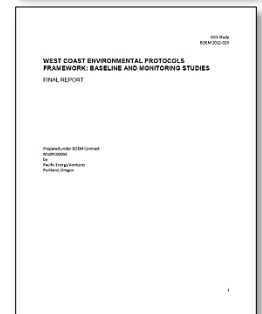 OCS Study
BOEM 2012-013
WEST COAST ENVIRONMENTAL PROTOCOLS
FRAMEWORK: BASELINE AND MONITORING STUDIES
FINAL REPORT
Prepared under BOEM Contract
by
Pacific Energy Ventures
Portland, Oregon